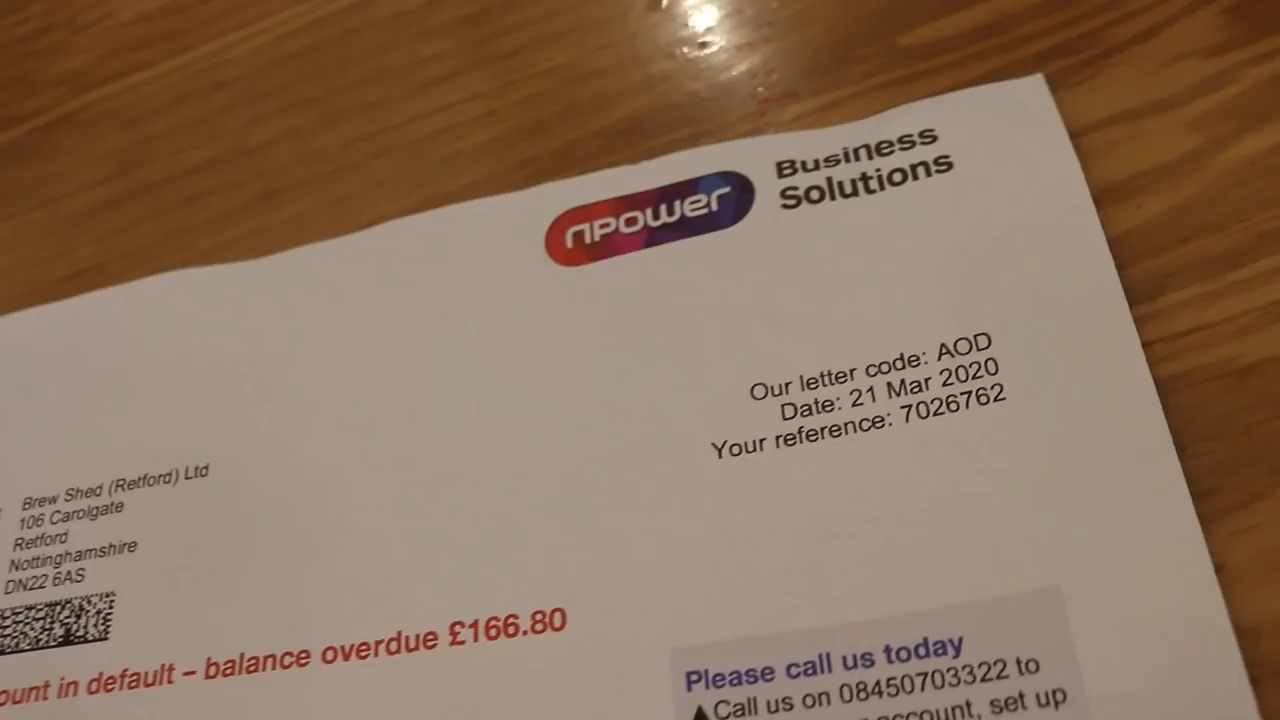 npower
Business
Solutions
Our letter code: AOD
Date: 21 Mar 2020
Your reference: 7026762
Brew Shed (Retford) Ltd
106 Carolgate
Retford
Nottinghamshire
DN22 6AS
ount in default – balance overdue £166.80
Please call us today
Call us on 08450703322 to
account, set up